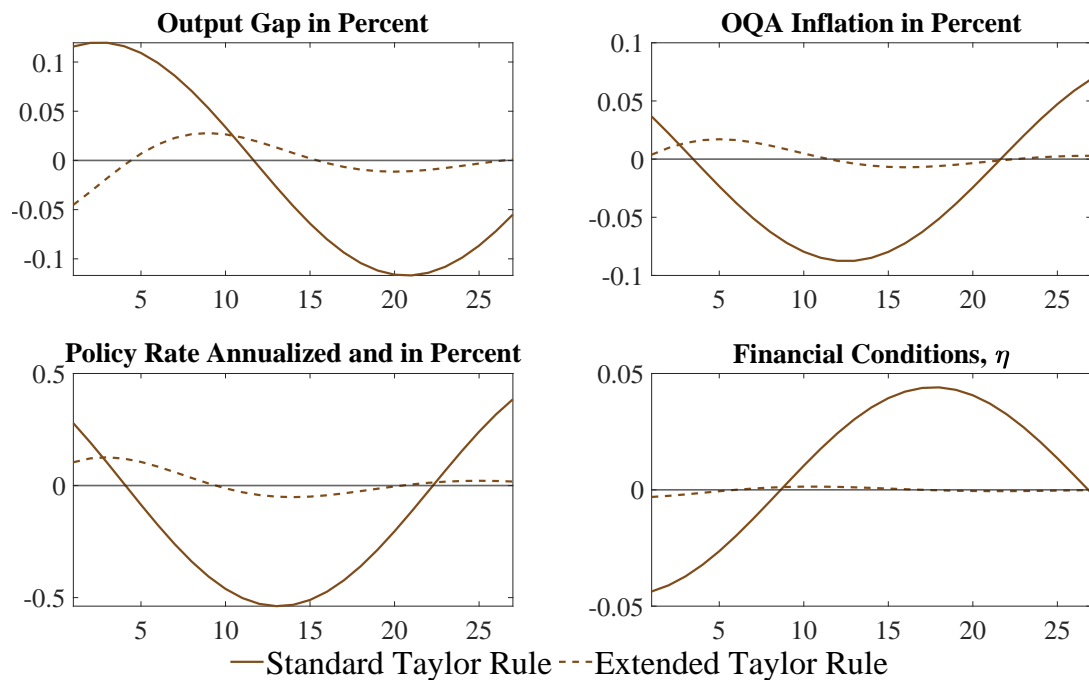 Output Gap in Percent
0.1
0.05
0
-0.05
-0.1
5 10 15 20 25
OQA Inflation in Percent
0.1
0.05
0
-0.05
-0.1
5 10 15 20 25
Policy Rate Annualized and in Percent
0.5
0
-0.5
5 10 15 20 25
Financial Conditions, η
0.05
0
-0.05
5 10 15 20 25
Standard Taylor Rule Extended Taylor Rule